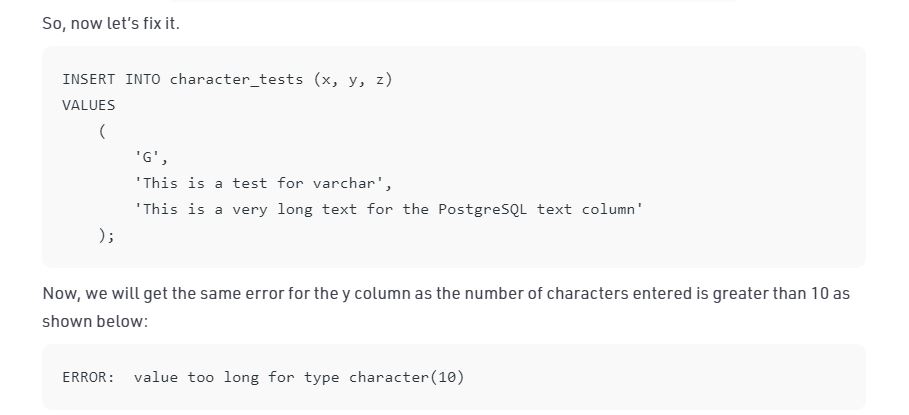 So, now let's fix it.
INSERT INTO character_tests (x, y, z)
VALUES
(
'G',
'This is a test for varchar',
'This is a very long text for the PostgreSQL text column'
);
Now, we will get the same error for the y column as the number of characters entered is greater than 10 as
shown below:
ERROR:  value too long for type character(10)